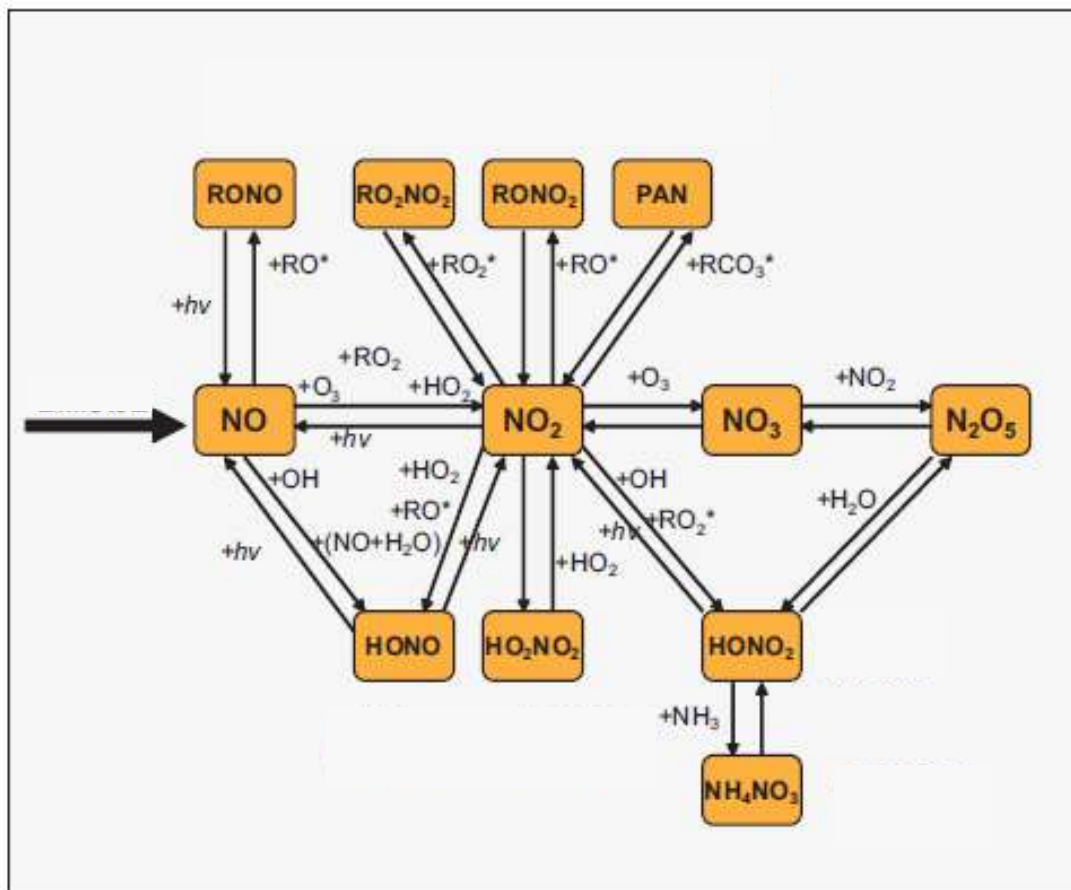 RONO
RO₂NO₂
RONO₂
PAN
+RO*
+RO₂*
+RO*
+RCO₃*
+hv
+RO₂
+O₃
+HO₂
+O₃
+NO₂
NO
NO₂
NO₃
N₂O₅
+hv
+OH
+HO₂
+OH
+H₂O
+RO*
+RO₂*
+hv
+(NO+H₂O)
+hv
+hv
+HO₂
HONO
HO₂NO₂
HONO₂
+NH₃
NH₄NO₃